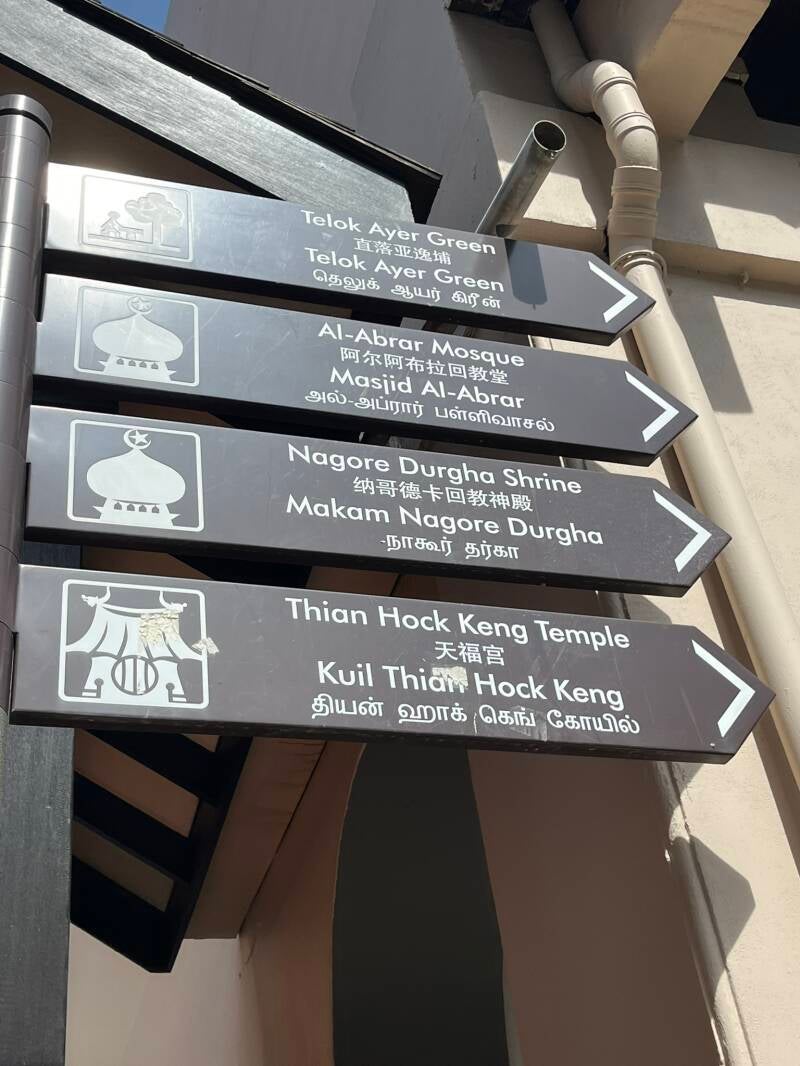 Telok Ayer Green
直落亚逸埔
Telok Ayer Green
தெலுக் ஆயர் கிரீன்
Al-Abrar Mosque
阿尔阿布拉回教堂
Masjid Al-Abrar
அல்-அப்ரார் பள்ளிவாசல்
Nagore Durgha Shrine
纳哥德卡回教神殿
Makam Nagore Durgha
நாகூர் தர்கா
Thian Hock Keng Temple
天福宫
Kuil Thian Hock Keng
தியன் ஹாக் கெங் கோயில்